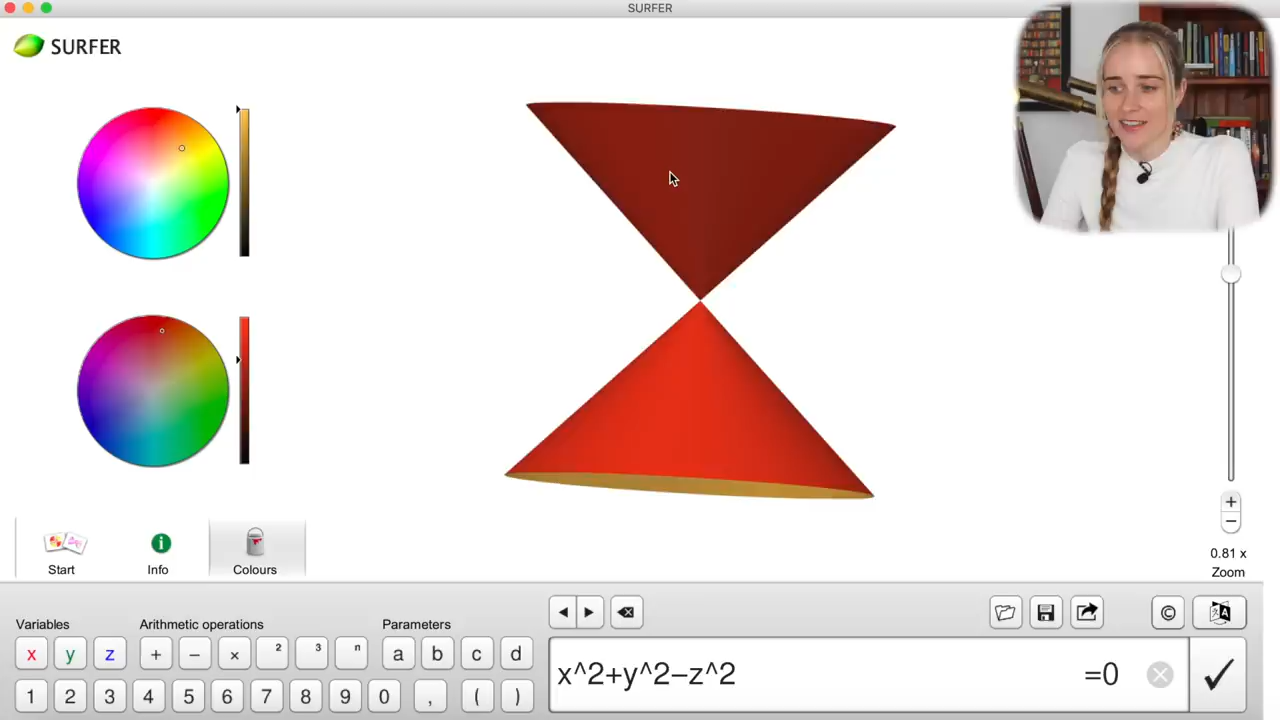 SURFER
SURFER
Start
Info
Colours
0.81 x
Zoom
Variables
Arithmetic operations
Parameters
x y z + – × 2 3 n a b c d
1 2 3 4 5 6 7 8 9 0 , ( )
©
A
x^2+y^2–z^2 =0